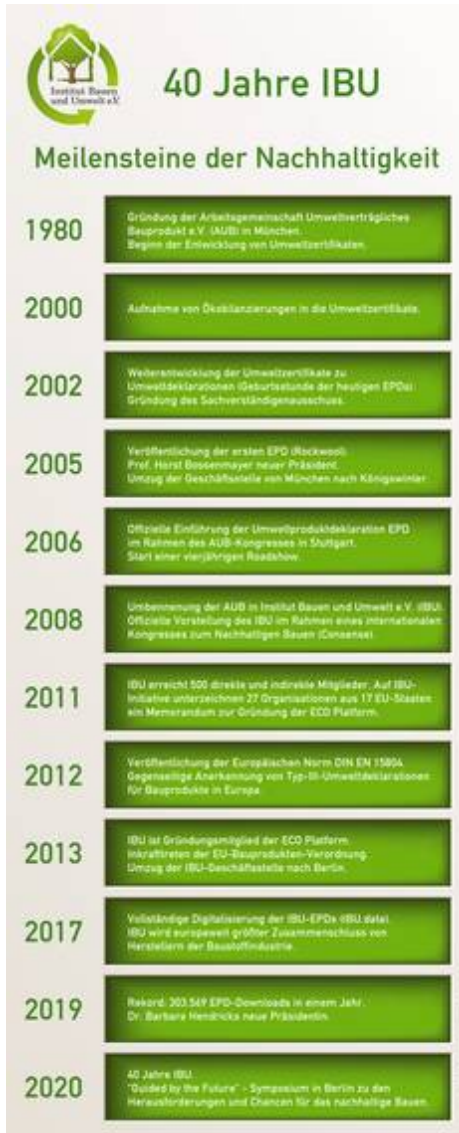 Institut Bauen
und Umwelt e.V.
40 Jahre IBU
Meilensteine der Nachhaltigkeit
1980
Gründung der Arbeitsgemeinschaft Umweltverträgliches
Bauprodukt e.V. (AUB) in München.
Beginn der Entwicklung von Umweltzertifikaten.
2000
Aufnahme von Ökobilanzierungen in die Umweltzertifikate.
2002
Weiterentwicklung der Umweltzertifikate zu
Umweltdeklarationen (Geburtsstunde der heutigen EPDs).
Gründung des Sachverständigenausschuss.
2005
Veröffentlichung der ersten EPD (Rockwool).
Prof. Horst Bossenmayer neuer Präsident.
Umzug der Geschäftsstelle von München nach Königswinter
2006
Offizielle Einführung der Umweltproduktdeklaration EPD
im Rahmen des AUB-Kongresses in Stuttgart.
Start einer vierjährigen Roadshow.
2008
Umbennenung der AUB in Institut Bauen und Umwelt e.V. (IBU).
Offizielle Vorstellung des IBU im Rahmen eines internationalen
Kongresses zum Nachhaltigen Bauen (Consense).
2011
IBU erreicht 500 direkte und indirekte Mitglieder. Auf IBU-
Initiative unterzeichnen 27 Organisationen aus 17 EU-Staaten
ein Memorandum zur Gründung der ECO Platform.
2012
Veröffentlichung der Europäischen Norm DIN EN 15804
Gegenseitige Anerkennung von Typ-III-Umweltdeklarationen
für Bauprodukte in Europa.
2013
IBU ist Gründungsmitglied der ECO Platform
Inkrafttreten der EU-Bauprodukten-Verordnung.
Umzug der IBU-Geschäftsstelle nach Berlin.
2017
Vollständige Digitalisierung der IBU-EPDs (IBU.data).
IBU wird europaweit größter Zusammenschluss von
Herstellern der Baustoffindustrie.
2019
Rekord: 303.569 EPD-Downloads in einem Jahr.
Dr. Barbara Hendricks neue Präsidentin.
2020
40 Jahre IBU.
"Guided by the Future" - Symposium in Berlin zu den
Herausforderungen und Chancen für das nachhaltige Bauen.